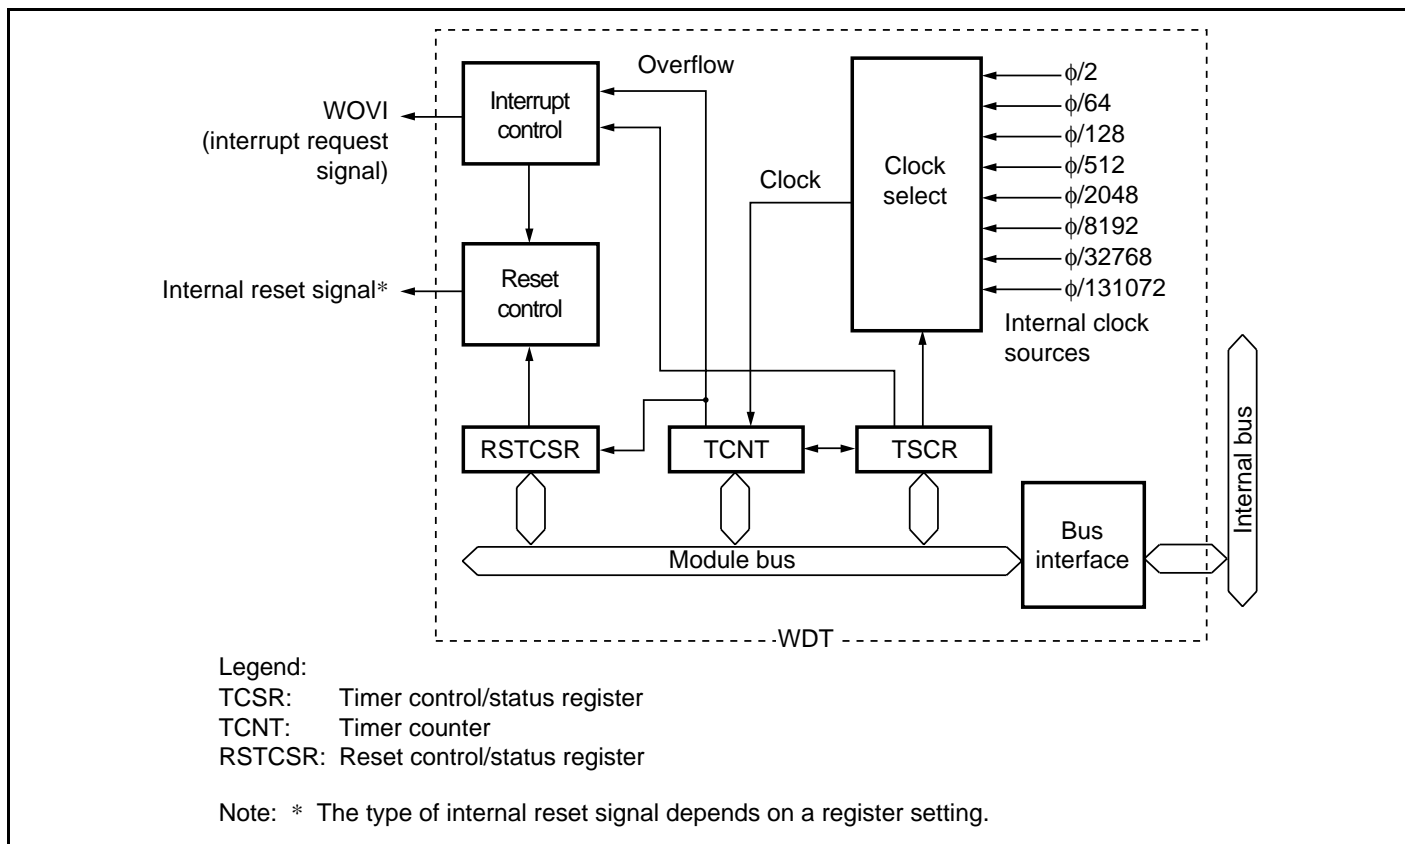 Overflow
Interrupt
control
WOVI
(interrupt request
signal)
Reset
control
Internal reset signal*
Clock
Clock
select
ϕ/2
ϕ/64
ϕ/128
ϕ/512
ϕ/2048
ϕ/8192
ϕ/32768
ϕ/131072
Internal clock
sources
RSTCSR
TCNT
TSCR
Module bus
Bus
interface
Internal bus
WDT
Legend:
TCSR: Timer control/status register
TCNT: Timer counter
RSTCSR: Reset control/status register
Note: * The type of internal reset signal depends on a register setting.